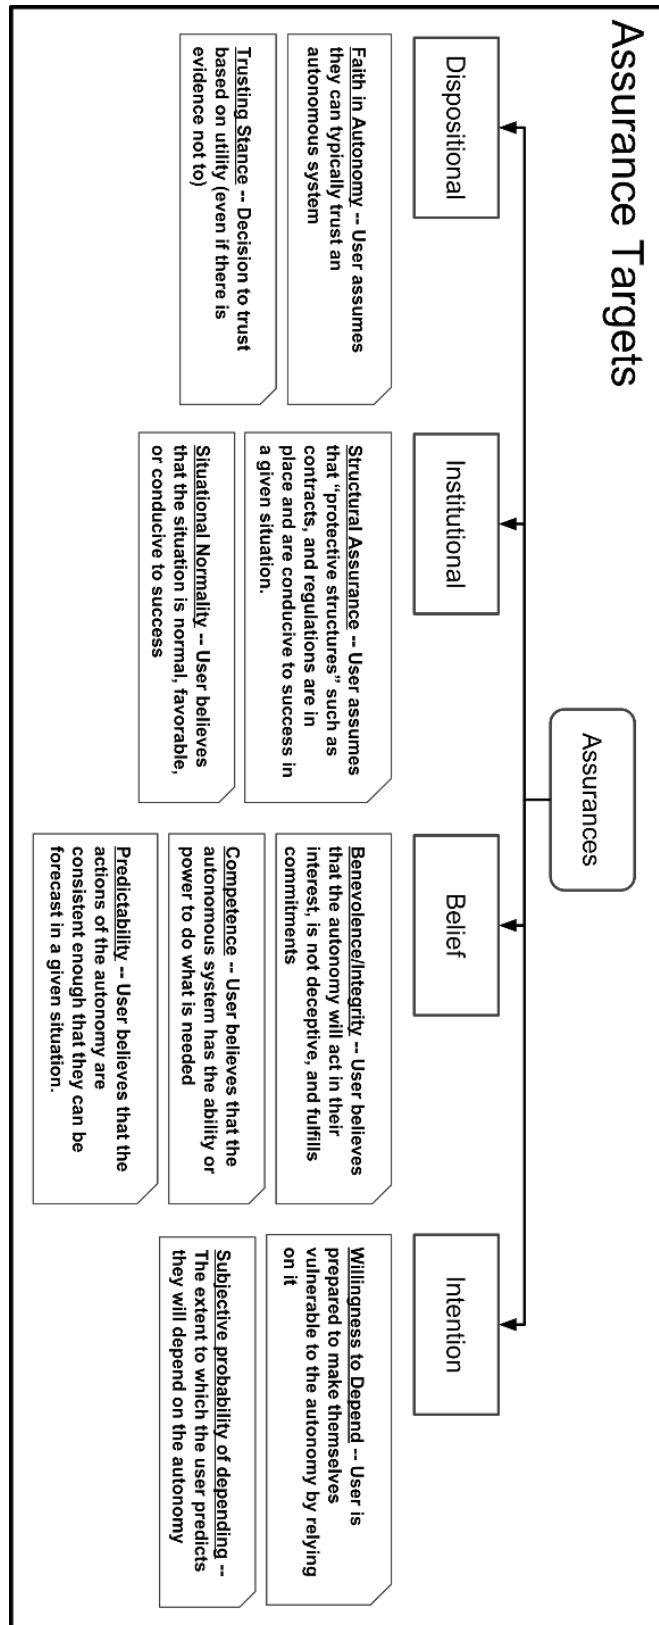 Assurance Targets
Assurances
Dispositional
Faith in Autonomy -- User assumes
they can typically trust an
autonomous system
Trusting Stance -- Decision to trust
based on utility (even if there is
evidence not to)
Institutional
Structural Assurance -- User assumes
that “protective structures” such as
contracts, and regulations are in
place and are conducive to success in
a given situation.
Situational Normality -- User believes
that the situation is normal, favorable,
or conducive to success
Belief
Benevolence/Integrity -- User believes
that the autonomy will act in their
interest, is not deceptive, and fulfills
commitments
Competence -- User believes that the
autonomous system has the ability or
power to do what is needed
Predictability -- User believes that the
actions of the autonomy are
consistent enough that they can be
forecast in a given situation.
Intention
Willingness to Depend -- User is
prepared to make themselves
vulnerable to the autonomy by relying
on it
Subjective probability of depending --
The extent to which the user predicts
they will depend on the autonomy